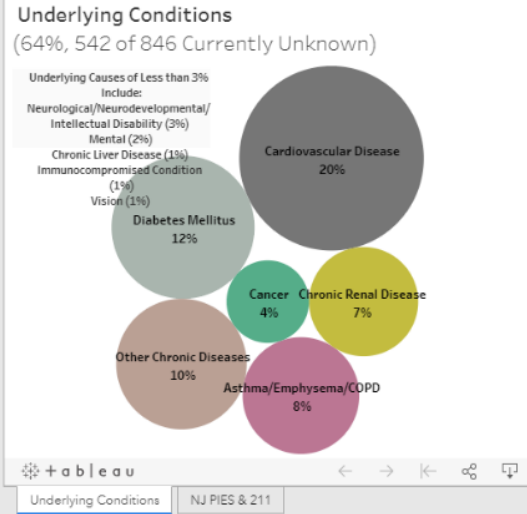 Underlying Conditions
(64%, 542 of 846 Currently Unknown)
Underlying Causes of Less than 3%
Include:
Neurological/Neurodevelopmental/
Intellectual Disability (3%)
Mental (2%)
Chronic Liver Disease (1%)
Immunocompromised Condition
(1%)
Vision (1%)
Cardiovascular Disease
20%
Diabetes Mellitus
12%
Cancer
4%
Chronic Renal Disease
7%
Other Chronic Diseases
10%
Asthma/Emphysema/COPD
8%
+ a b | e a u
Underlying Conditions
NJ PIES & 211